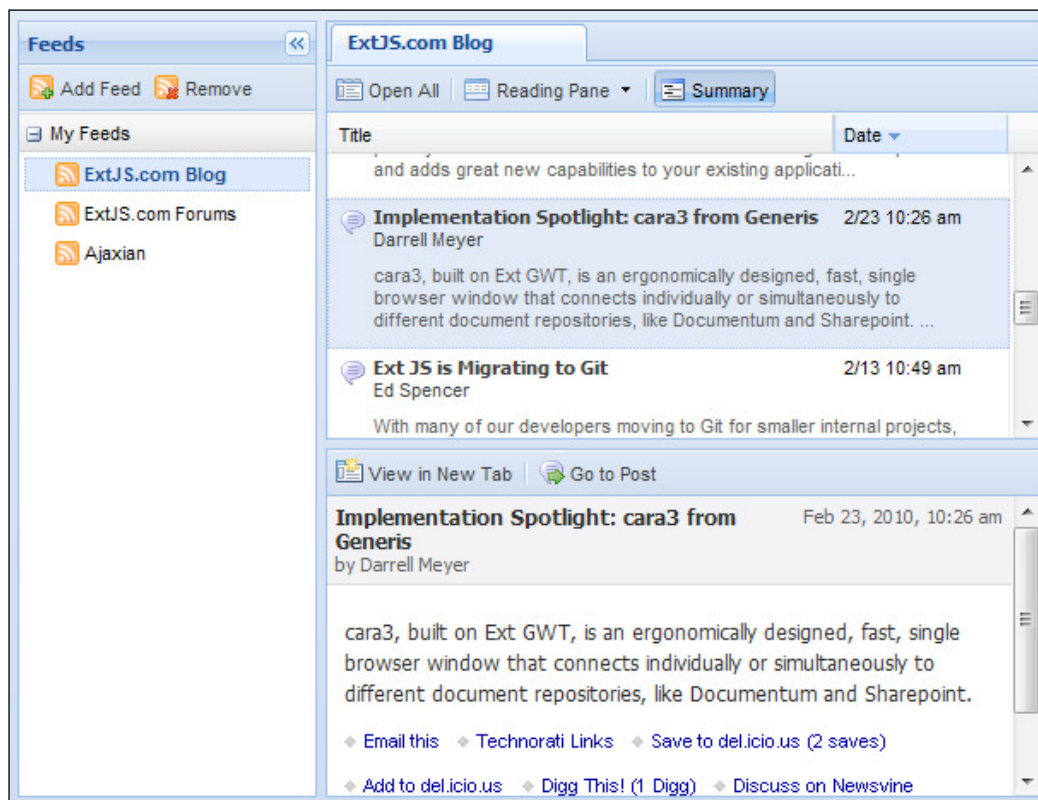 Feeds
Add Feed Remove
My Feeds
ExtJS.com Blog
ExtJS.com Forums
Ajaxian
ExtJS.com Blog
Open All Reading Pane Summary
Title Date
and adds great new capabilities to your existing applicati...
Implementation Spotlight: cara3 from Generis 2/23 10:26 am
Darrell Meyer
cara3, built on Ext GWT, is an ergonomically designed, fast, single
browser window that connects individually or simultaneously to
different document repositories, like Documentum and Sharepoint. ...
Ext JS is Migrating to Git 2/13 10:49 am
Ed Spencer
With many of our developers moving to Git for smaller internal projects,
View in New Tab Go to Post
Implementation Spotlight: cara3 from Feb 23, 2010, 10:26 am
Generis
by Darrell Meyer
cara3, built on Ext GWT, is an ergonomically designed, fast, single
browser window that connects individually or simultaneously to
different document repositories, like Documentum and Sharepoint.
Email this Technorati Links Save to del.icio.us (2 saves)
Add to del.icio.us Digg This! (1 Digg) Discuss on Newsvine